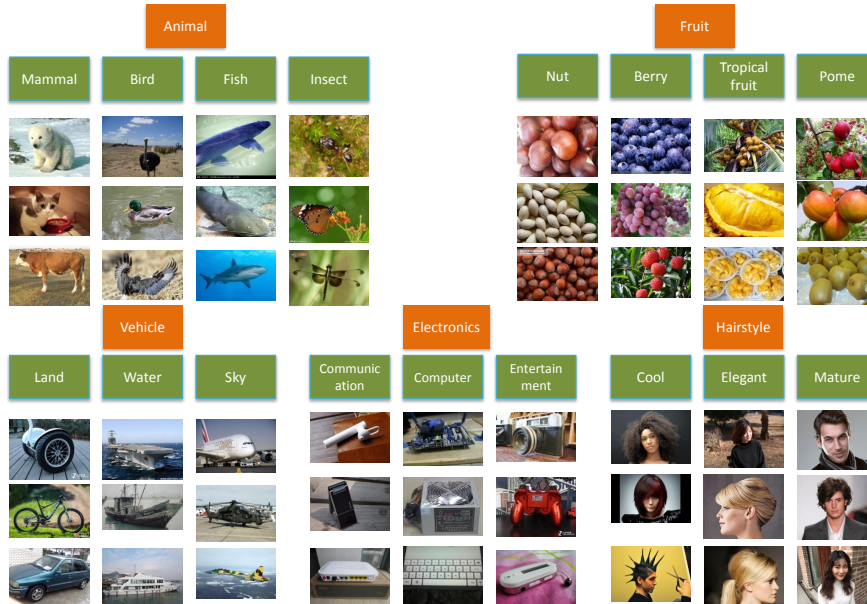 Animal
Fruit
Mammal
Bird
Fish
Insect
Nut
Berry
Tropical
fruit
Pome
Vehicle
Electronics
Hairstyle
Land
Water
Sky
Communic
ation
Computer
Entertain
ment
Cool
Elegant
Mature